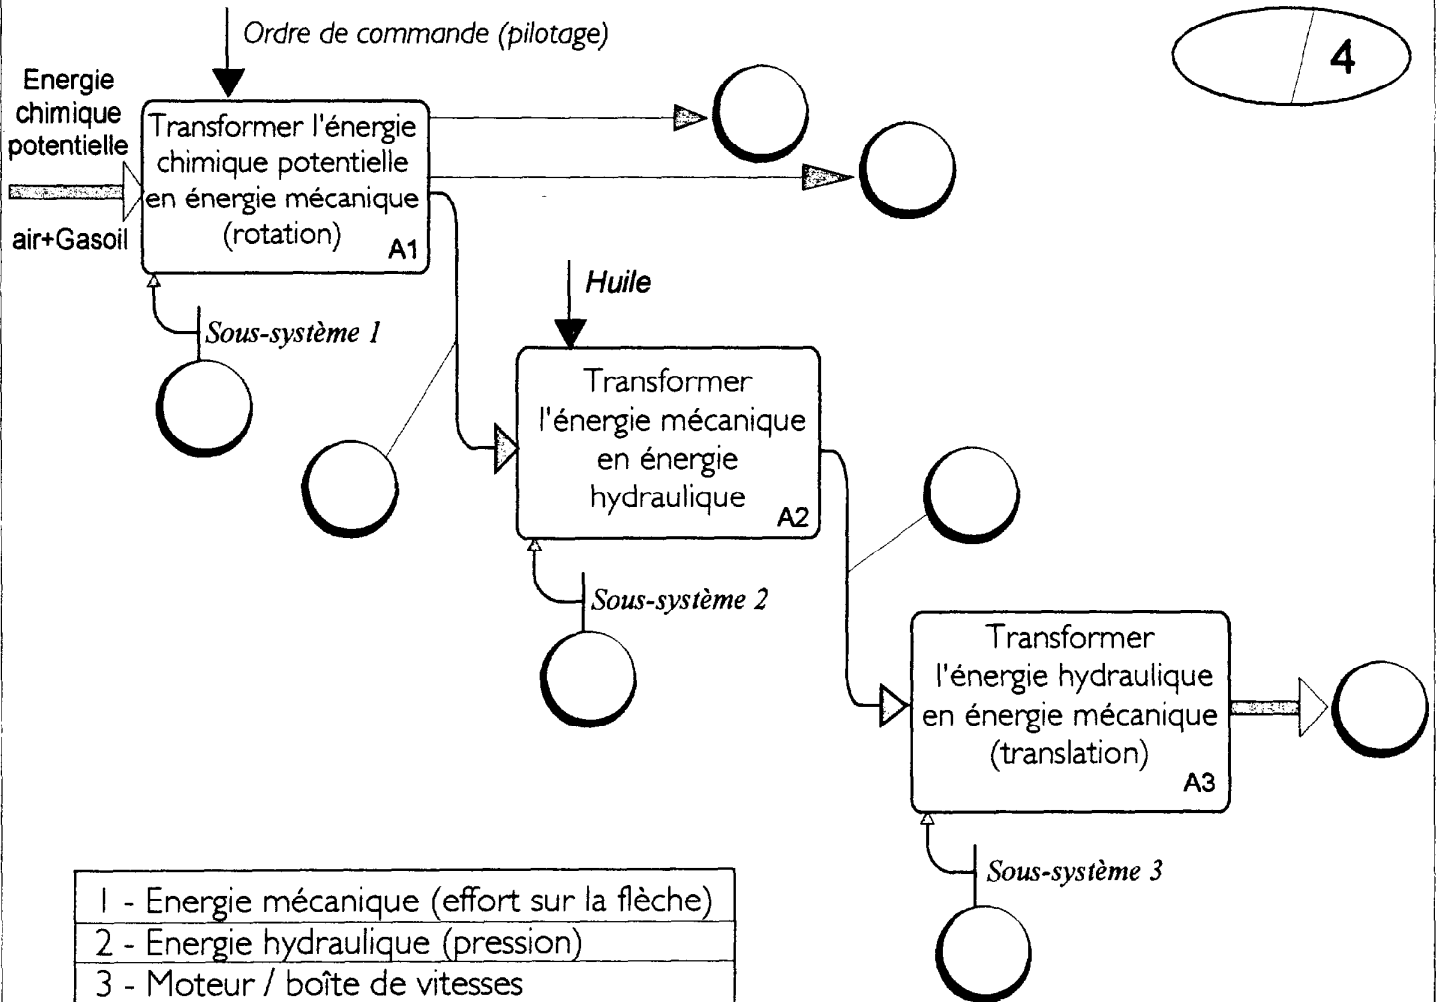 Ordre de commande (pilotage)
4
Energie
chimique
potentielle
air+Gasoil
Transformer l'énergie
chimique potentielle
en énergie mécanique
(rotation)
A1
Sous-système 1
Huile
Transformer
l'énergie mécanique
en énergie
hydraulique
A2
Sous-système 2
Transformer
l'énergie hydraulique
en énergie mécanique
(translation)
A3
Sous-système 3
1 - Energie mécanique (effort sur la flèche)
2 - Energie hydraulique (pression)
3 - Moteur / boîte de vitesses